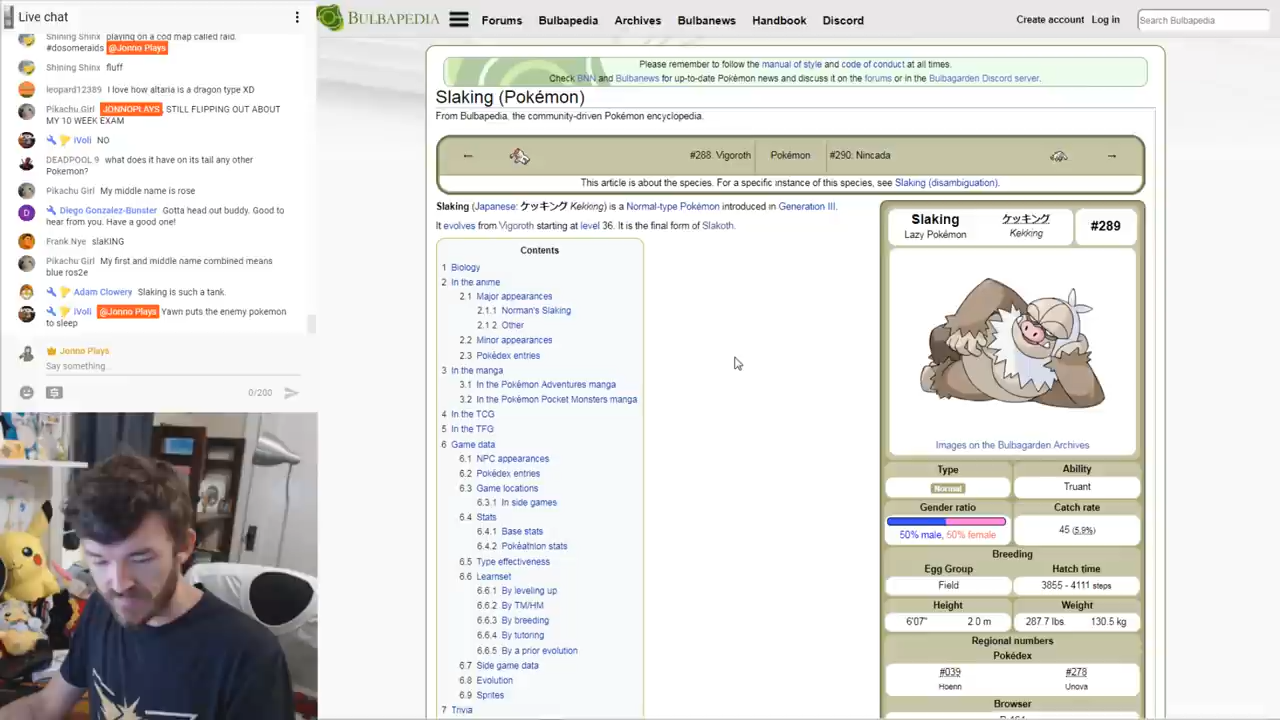 Live chat
Shining Shinx playing on a cod map called raid.
#dosomeraids @Jonno Plays
Shining Shinx fluff
leopard12389 I love how altaria is a dragon type XD
Pikachu Girl JONNOPLAYS STILL FLIPPING OUT ABOUT
MY 10 WEEK EXAM
iVoli NO
DEADPOOL 9 what does it have on its tail any other
Pokemon?
Pikachu Girl My middle name is rose
Diego Gonzalez-Bunster Gotta head out buddy. Good to
hear from you. Have a good one!
Frank Nye slaKING
Pikachu Girl My first and middle name combined means
blue ros2e
Adam Clowery Slaking is such a tank.
iVoli @Jonno Plays Yawn puts the enemy pokemon
to sleep
Jonno Plays
Say something...
0/200
BULBAPEDIA
Forums Bulbapedia Archives Bulbanews Handbook Discord
Create account Log in
Search Bulbapedia
Please remember to follow the manual of style and code of conduct at all times.
Check BNN and Bulbanews for up-to-date Pokémon news and discuss it on the forums or in the Bulbagarden Discord server.
Slaking (Pokémon)
From Bulbapedia, the community-driven Pokémon encyclopedia.
← #288: Vigoroth Pokémon #290: Nincada →
This article is about the species. For a specific instance of this species, see Slaking (disambiguation).
Slaking (Japanese: ケッキング Kekking) is a Normal-type Pokémon introduced in Generation III.
It evolves from Vigoroth starting at level 36. It is the final form of Slakoth.
Contents
1 Biology
2 In the anime
2.1 Major appearances
2.1.1 Norman's Slaking
2.1.2 Other
2.2 Minor appearances
2.3 Pokédex entries
3 In the manga
3.1 In the Pokémon Adventures manga
3.2 In the Pokémon Pocket Monsters manga
4 In the TCG
5 In the TFG
6 Game data
6.1 NPC appearances
6.2 Pokédex entries
6.3 Game locations
6.3.1 In side games
6.4 Stats
6.4.1 Base stats
6.4.2 Pokéathlon stats
6.5 Type effectiveness
6.6 Learnset
6.6.1 By leveling up
6.6.2 By TM/HM
6.6.3 By breeding
6.6.4 By tutoring
6.6.5 By a prior evolution
6.7 Side game data
6.8 Evolution
6.9 Sprites
7 Trivia
Slaking
Lazy Pokémon
ケッキング
Kekking
#289
Images on the Bulbagarden Archives
Type
Normal
Ability
Truant
Gender ratio
50% male, 50% female
Catch rate
45 (5.9%)
Breeding
Egg Group
Field
Hatch time
3855 - 4111 steps
Height
6'07" 2.0 m
Weight
287.7 lbs. 130.5 kg
Regional numbers
Pokédex
#039
Hoenn
#278
Unova
Browser